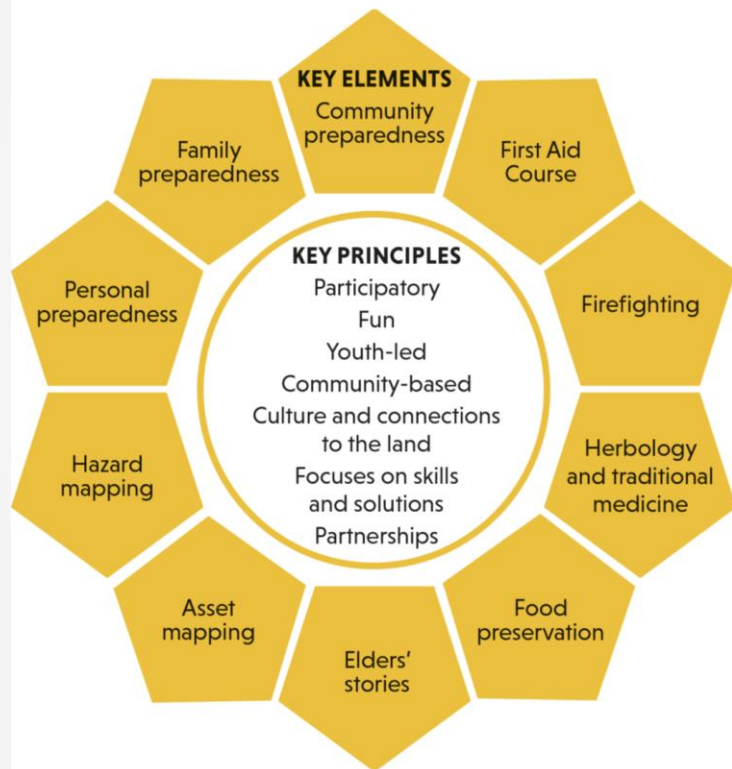 KEY ELEMENTS
Community
preparedness
First Aid
Course
Firefighting
Herbology
and traditional
medicine
Food
preservation
Elders’
stories
Asset
mapping
Hazard
mapping
Personal
preparedness
Family
preparedness
KEY PRINCIPLES
Participatory
Fun
Youth-led
Community-based
Culture and connections
to the land
Focuses on skills
and solutions
Partnerships